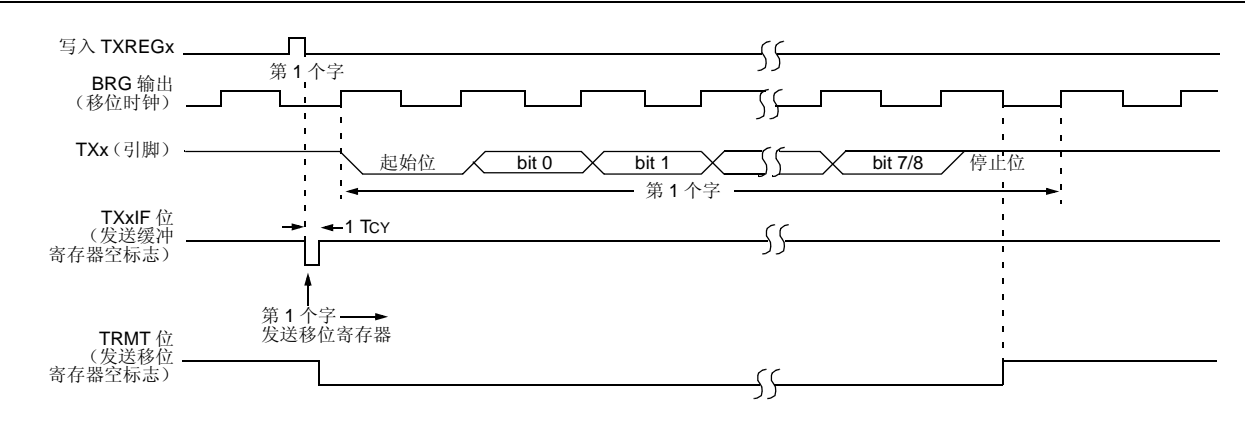 写入 TXREGx
第 1 个字
BRG 输出
（移位时钟）
TXx（引脚）
起始位
bit 0
bit 1
bit 7/8
停止位
第 1 个字
TXxIF 位
（发送缓冲
寄存器空标志）
1 TCY
第 1 个字
发送移位寄存器
TRMT 位
（发送移位
寄存器空标志）